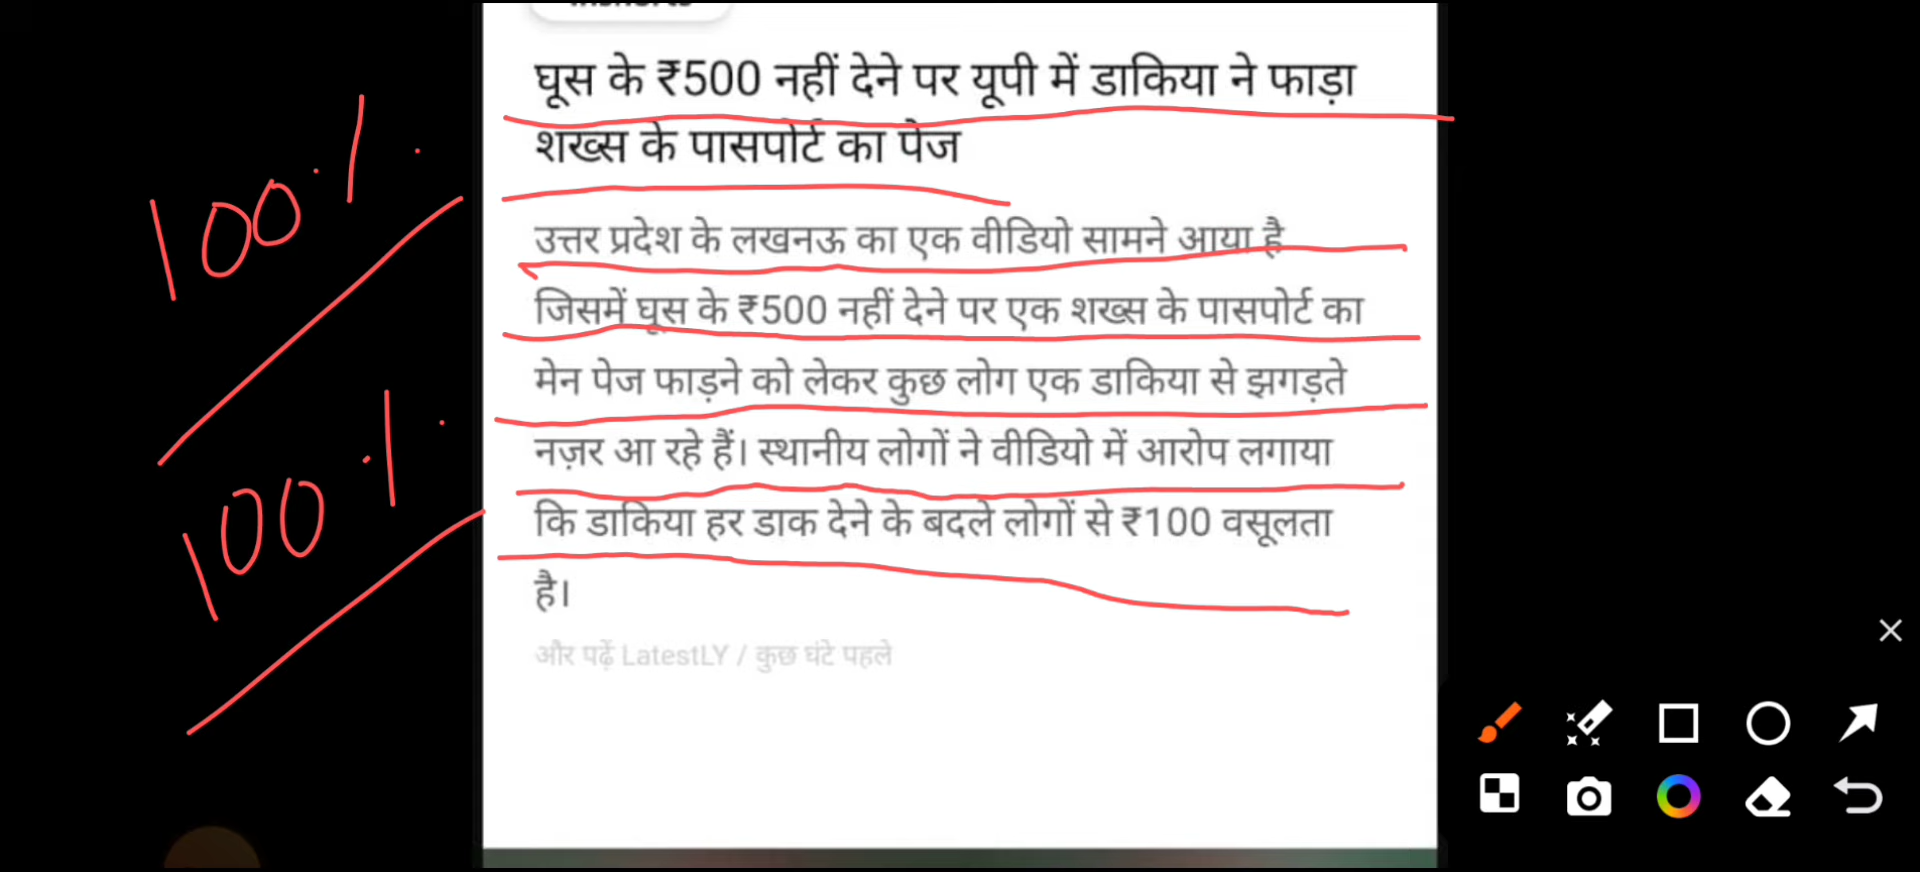 घूस के ₹500 नहीं देने पर यूपी में डाकिया ने फाड़ा
शख्स के पासपोर्ट का पेज
उत्तर प्रदेश के लखनऊ का एक वीडियो सामने आया है
जिसमें घूस के ₹500 नहीं देने पर एक शख्स के पासपोर्ट का
मेन पेज फाड़ने को लेकर कुछ लोग एक डाकिया से झगड़ते
नज़र आ रहे हैं। स्थानीय लोगों ने वीडियो में आरोप लगाया
कि डाकिया हर डाक देने के बदले लोगों से ₹100 वसूलता
है।
और पढ़ें LatestLY / कुछ घंटे पहले
100%
100%